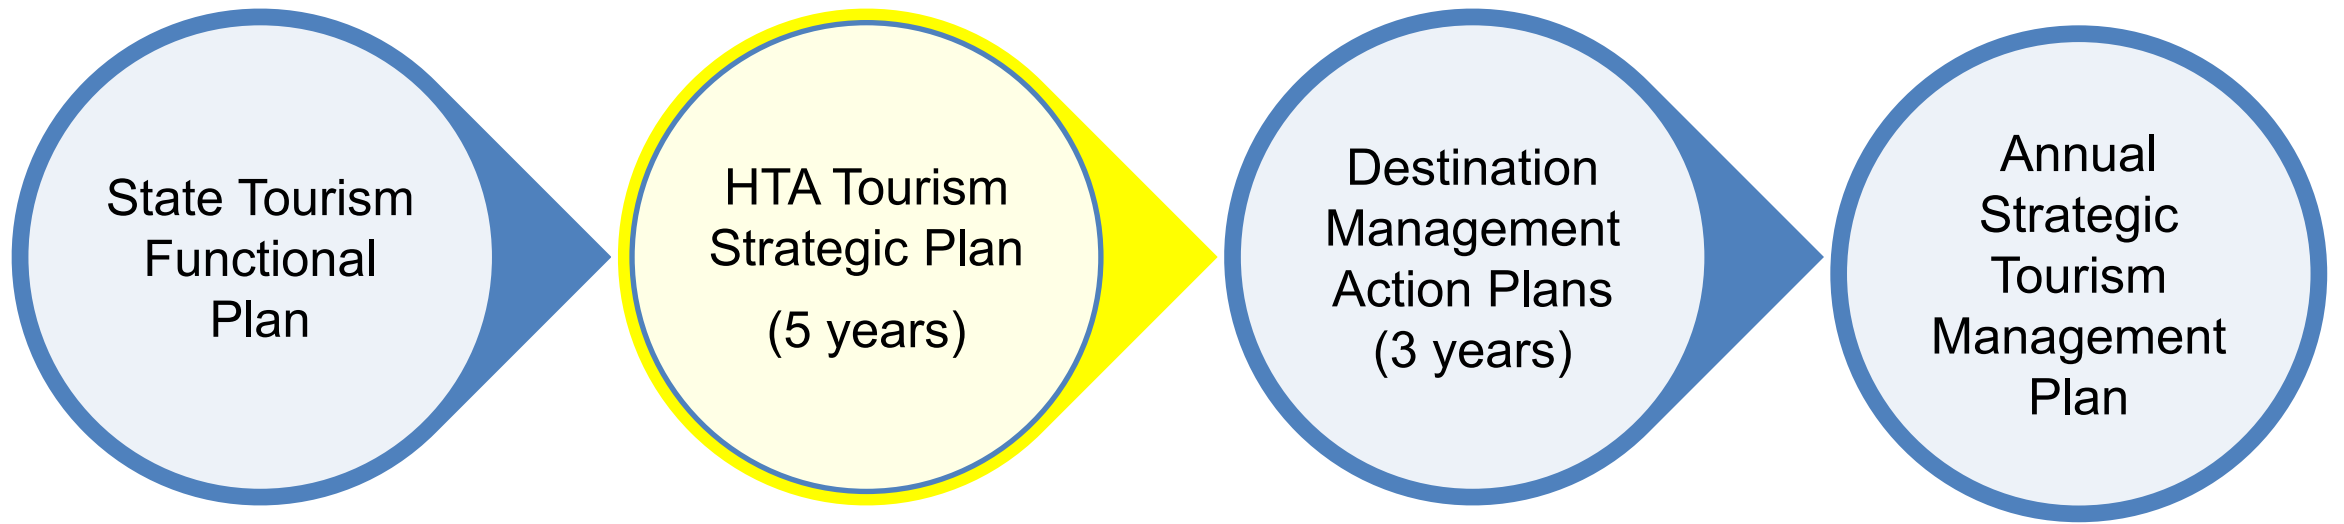 State Tourism
Functional
Plan
HTA Tourism
Strategic Plan
(5 years)
Destination
Management
Action Plans
(3 years)
Annual
Strategic
Tourism
Management
Plan